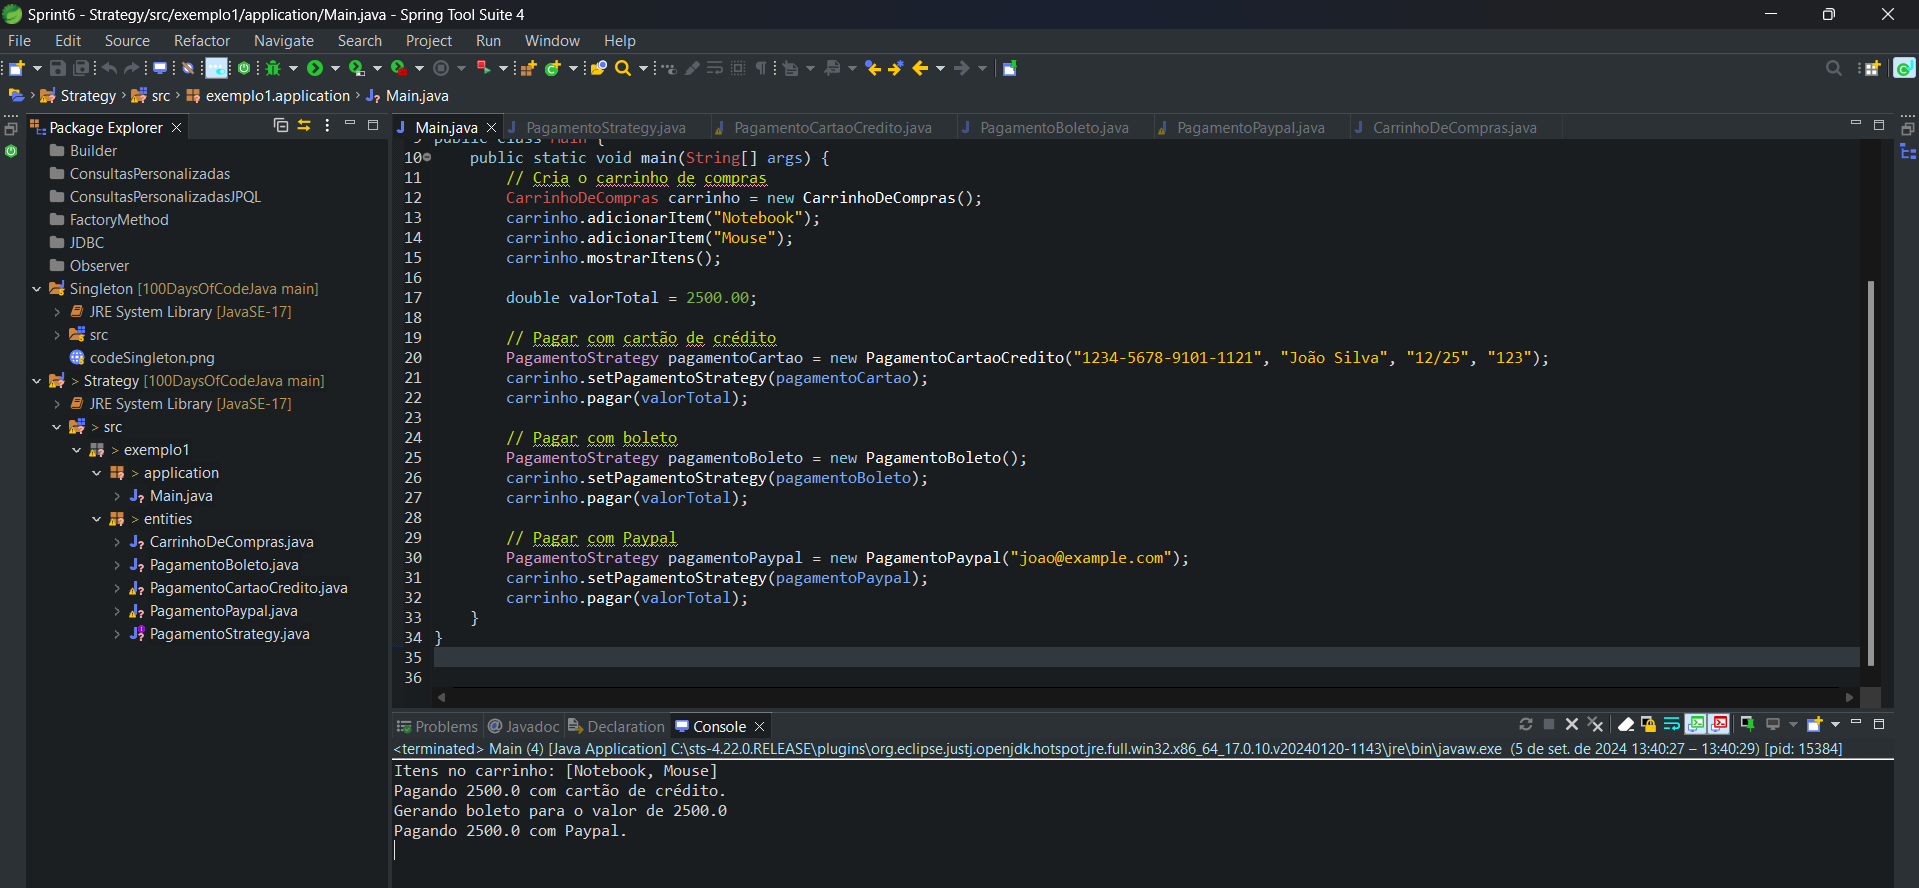 Sprint6 - Strategy/src/exemplo1/application/Main.java - Spring Tool Suite 4
File Edit Source Refactor Navigate Search Project Run Window Help
Strategy src exemplo1.application Main.java
Package Explorer
Builder
ConsultasPersonalizadas
ConsultasPersonalizadasJPQL
FactoryMethod
JDBC
Observer
Singleton [100DaysOfCodeJava main]
JRE System Library [JavaSE-17]
src
codeSingleton.png
> Strategy [100DaysOfCodeJava main]
JRE System Library [JavaSE-17]
> src
> exemplo1
> application
Main.java
> entities
CarrinhoDeCompras.java
PagamentoBoleto.java
PagamentoCartaoCredito.java
PagamentoPaypal.java
PagamentoStrategy.java
Main.java PagamentoStrategy.java PagamentoCartaoCredito.java PagamentoBoleto.java PagamentoPaypal.java CarrinhoDeCompras.java
9 public class Main {
10 public static void main(String[] args) {
11 // Cria o carrinho de compras
12 CarrinhoDeCompras carrinho = new CarrinhoDeCompras();
13 carrinho.adicionarItem("Notebook");
14 carrinho.adicionarItem("Mouse");
15 carrinho.mostrarItens();
16
17 double valorTotal = 2500.00;
18
19 // Pagar com cartão de crédito
20 PagamentoStrategy pagamentoCartao = new PagamentoCartaoCredito("1234-5678-9101-1121", "João Silva", "12/25", "123");
21 carrinho.setPagamentoStrategy(pagamentoCartao);
22 carrinho.pagar(valorTotal);
23
24 // Pagar com boleto
25 PagamentoStrategy pagamentoBoleto = new PagamentoBoleto();
26 carrinho.setPagamentoStrategy(pagamentoBoleto);
27 carrinho.pagar(valorTotal);
28
29 // Pagar com Paypal
30 PagamentoStrategy pagamentoPaypal = new PagamentoPaypal("joao@example.com");
31 carrinho.setPagamentoStrategy(pagamentoPaypal);
32 carrinho.pagar(valorTotal);
33 }
34 }
35
36
Problems Javadoc Declaration Console
<terminated> Main (4) [Java Application] C:\sts-4.22.0.RELEASE\plugins\org.eclipse.justj.openjdk.hotspot.jre.full.win32.x86_64_17.0.10.v20240120-1143\jre\bin\javaw.exe (5 de set. de 2024 13:40:27 – 13:40:29) [pid: 15384]
Itens no carrinho: [Notebook, Mouse]
Pagando 2500.0 com cartão de crédito.
Gerando boleto para o valor de 2500.0
Pagando 2500.0 com Paypal.